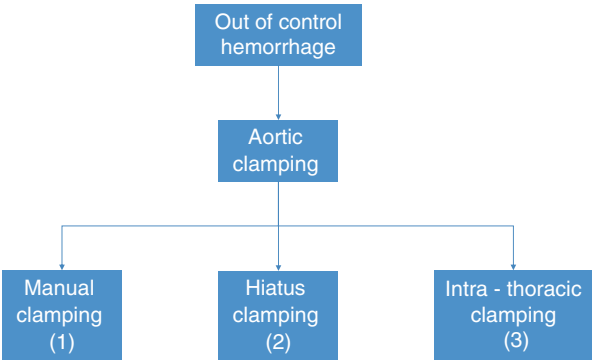 Out of control
hemorrhage
Aortic
clamping
Manual
clamping
(1)
Hiatus
clamping
(2)
Intra - thoracic
clamping
(3)